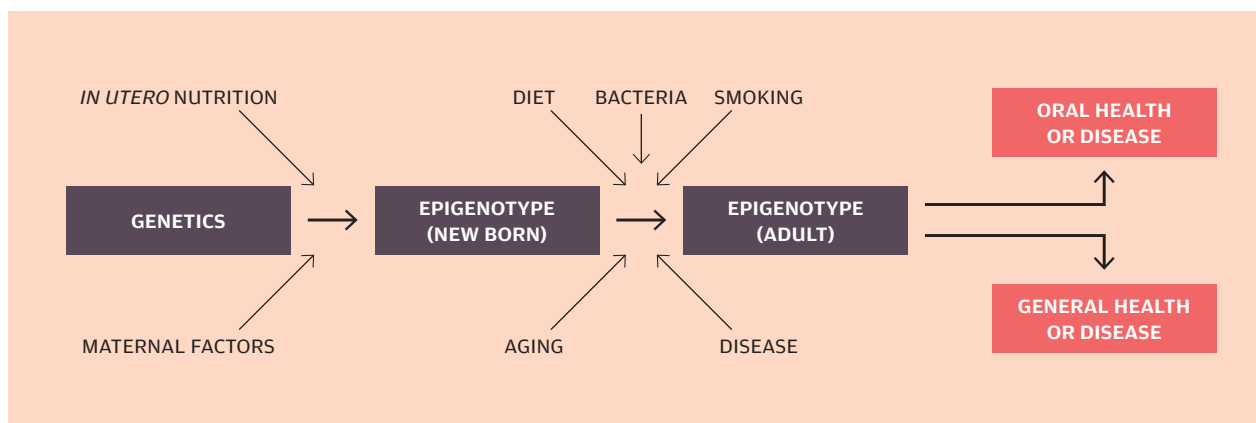 IN UTERO NUTRITION
DIET
BACTERIA
SMOKING
ORAL HEALTH
OR DISEASE
GENETICS
EPIGENOTYPE
(NEW BORN)
EPIGENOTYPE
(ADULT)
GENERAL HEALTH
OR DISEASE
MATERNAL FACTORS
AGING
DISEASE